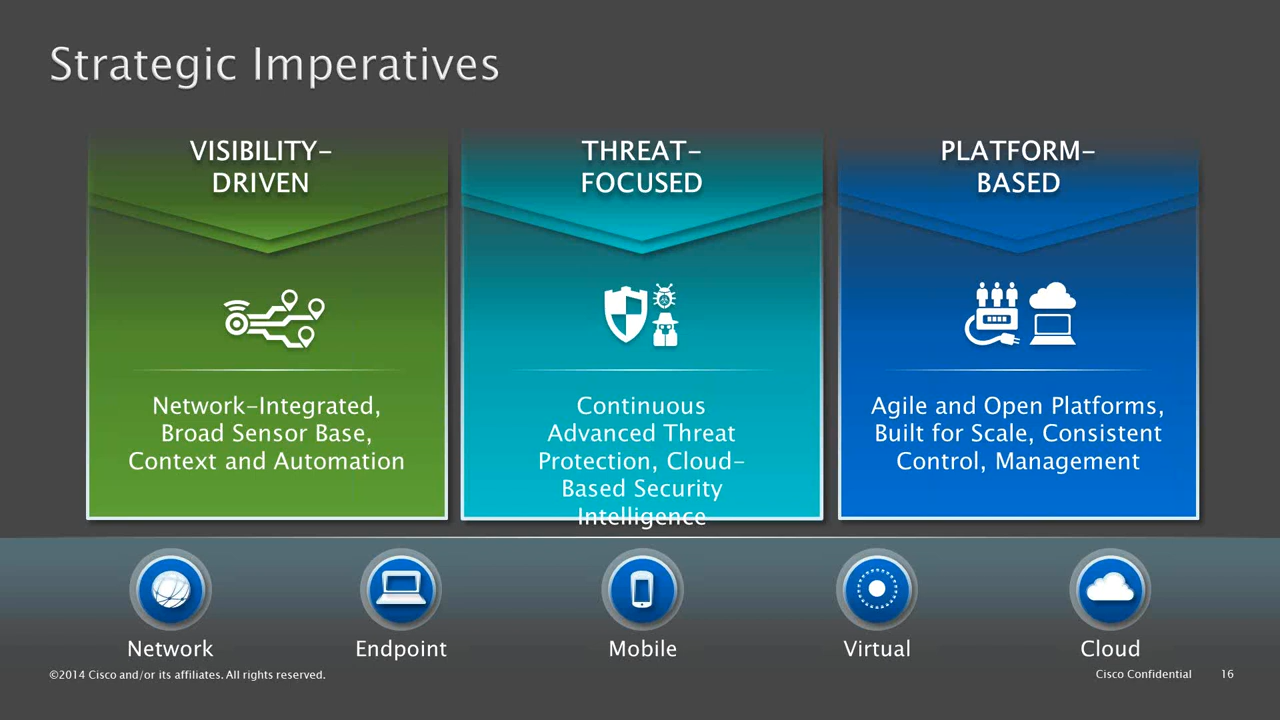 Strategic Imperatives
VISIBILITY-
DRIVEN
THREAT-
FOCUSED
PLATFORM-
BASED
Network-Integrated,
Broad Sensor Base,
Context and Automation
Continuous
Advanced Threat
Protection, Cloud-
Based Security
Intelligence
Agile and Open Platforms,
Built for Scale, Consistent
Control, Management
Network
Endpoint
Mobile
Virtual
Cloud
©2014 Cisco and/or its affiliates. All rights reserved.
Cisco Confidential
16